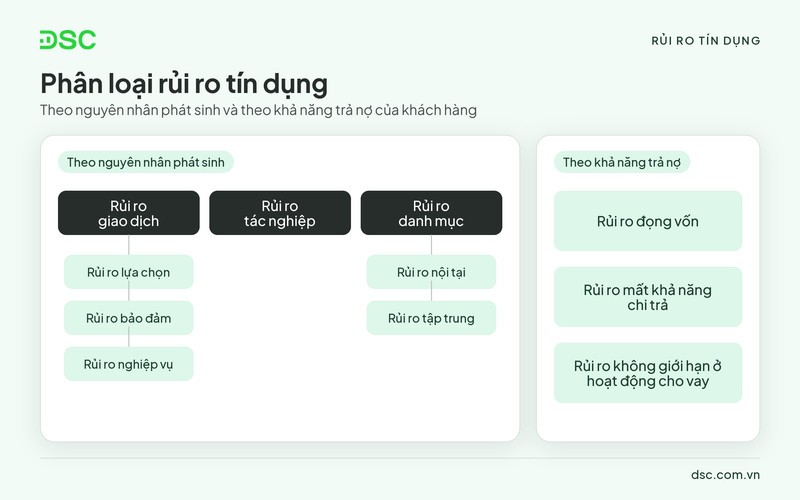 DSC
RỦI RO TÍN DỤNG
Phân loại rủi ro tín dụng
Theo nguyên nhân phát sinh và theo khả năng trả nợ của khách hàng
Theo nguyên nhân phát sinh
Rủi ro
giao dịch
Rủi ro
tác nghiệp
Rủi ro
danh mục
Rủi ro lựa chọn
Rủi ro nội tại
Rủi ro bảo đảm
Rủi ro tập trung
Rủi ro nghiệp vụ
Theo khả năng trả nợ
Rủi ro đọng vốn
Rủi ro mất khả năng
chi trả
Rủi ro không giới hạn ở
hoạt động cho vay
dsc.com.vn